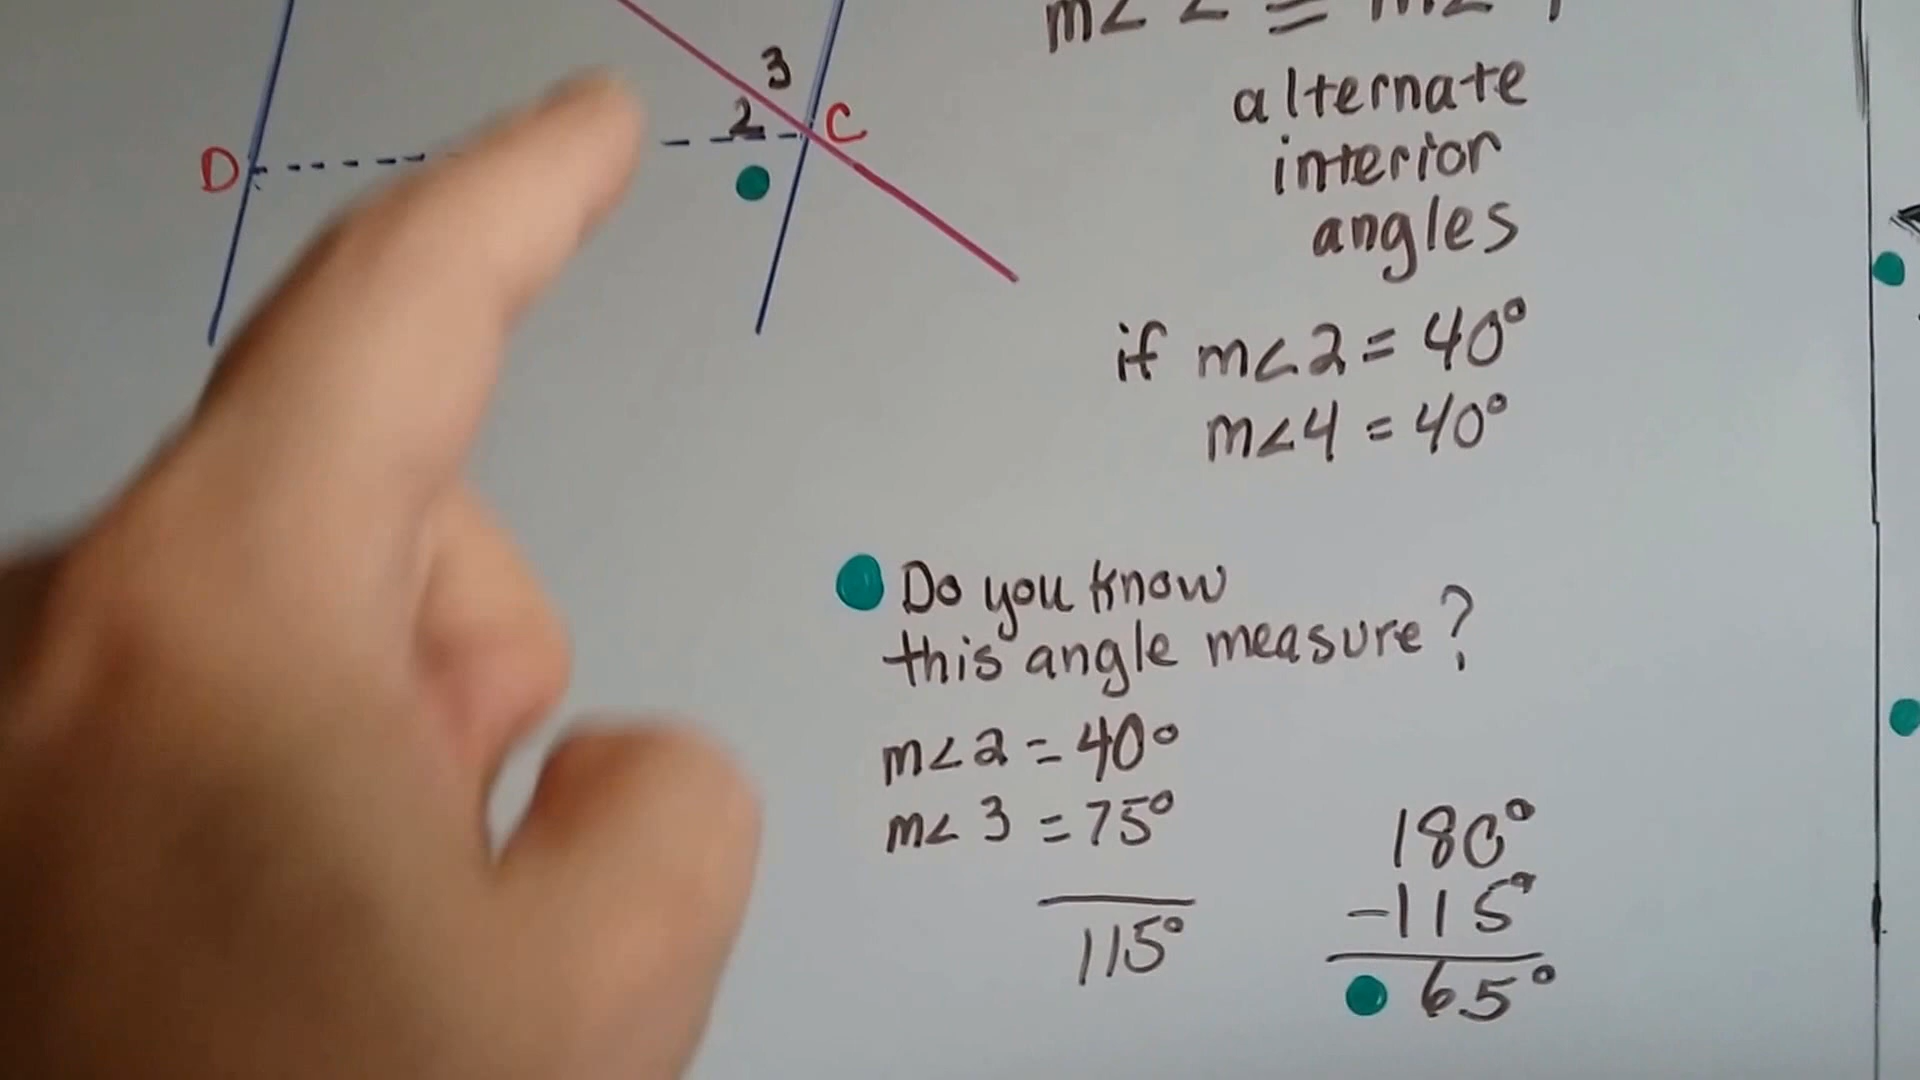 3
2
C
D
alternate
interior
angles
if m∠2 = 40°
m∠4 = 40°
Do you know
this angle measure?
m∠2 = 40°
m∠3 = 75°
115°
180°
-115°
65°